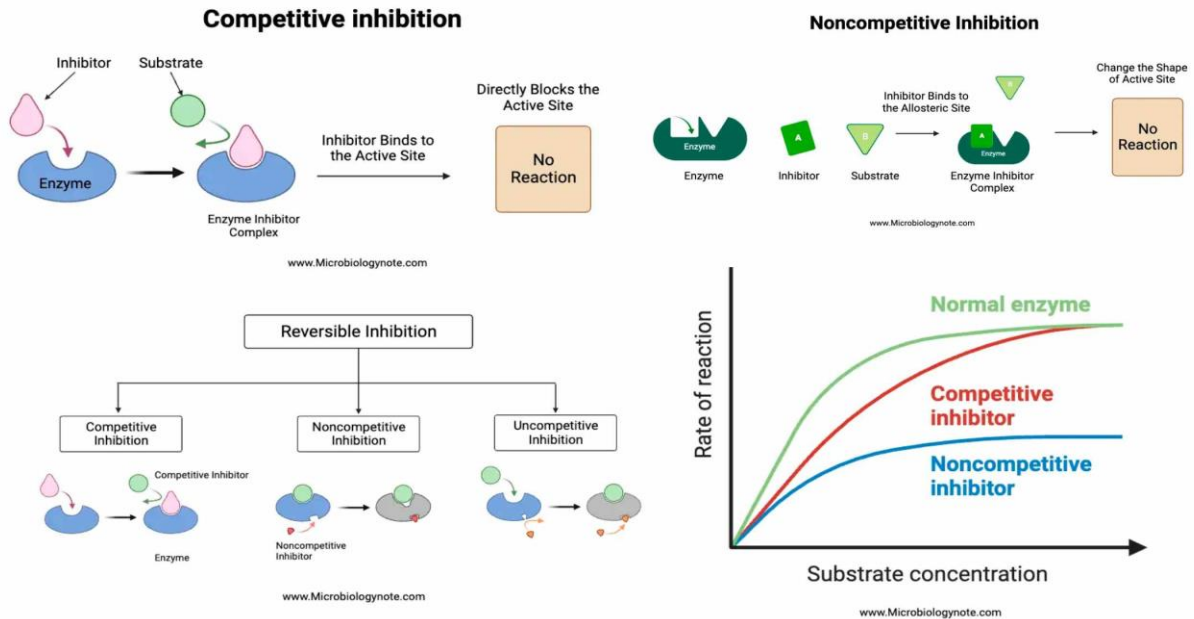 Competitive inhibition
Inhibitor
Substrate
Enzyme
Enzyme Inhibitor
Complex
Inhibitor Binds to
the Active Site
Directly Blocks the
Active Site
No
Reaction
www.Microbiologynote.com
Noncompetitive Inhibition
Enzyme
Enzyme
A
Inhibitor
B
Substrate
Inhibitor Binds to
the Allosteric Site
B
A
Enzyme
Enzyme Inhibitor
Complex
Change the Shape
of Active Site
No
Reaction
www.Microbiologynote.com
Reversible Inhibition
Competitive
Inhibition
Noncompetitive
Inhibition
Uncompetitive
Inhibition
Competitive Inhibitor
Enzyme
Noncompetitive
Inhibitor
www.Microbiologynote.com
Rate of reaction
Normal enzyme
Competitive
inhibitor
Noncompetitive
inhibitor
Substrate concentration
www.Microbiologynote.com